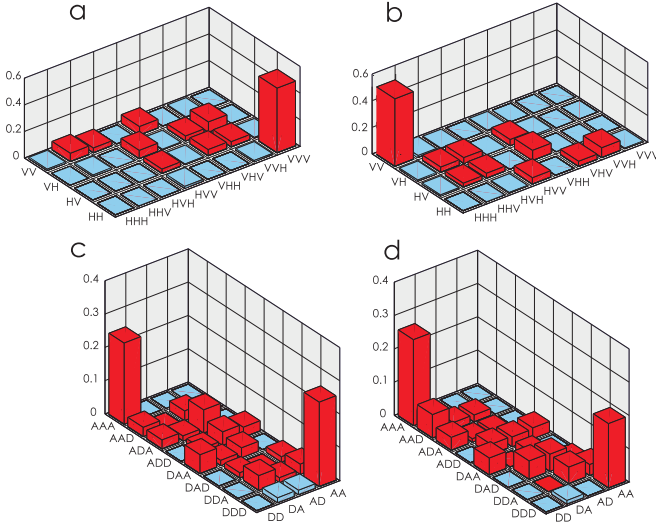 a
b
0.6
0.4
0.2
0
VV
VH
HV
HH
HHH
HHV
HVH
HVV
VHH
VHV
VVH
VVV
0.6
0.4
0.2
0
VV
VH
HV
HH
HHH
HHV
HVH
HVV
VHH
VHV
VVH
VVV
c
d
0.4
0.3
0.2
0.1
0
AAA
AAD
ADA
ADD
DAA
DAD
DDA
DDD
DD
DA
AD
AA
0.4
0.3
0.2
0.1
0
AAA
AAD
ADA
ADD
DAA
DAD
DDA
DDD
DD
DA
AD
AA